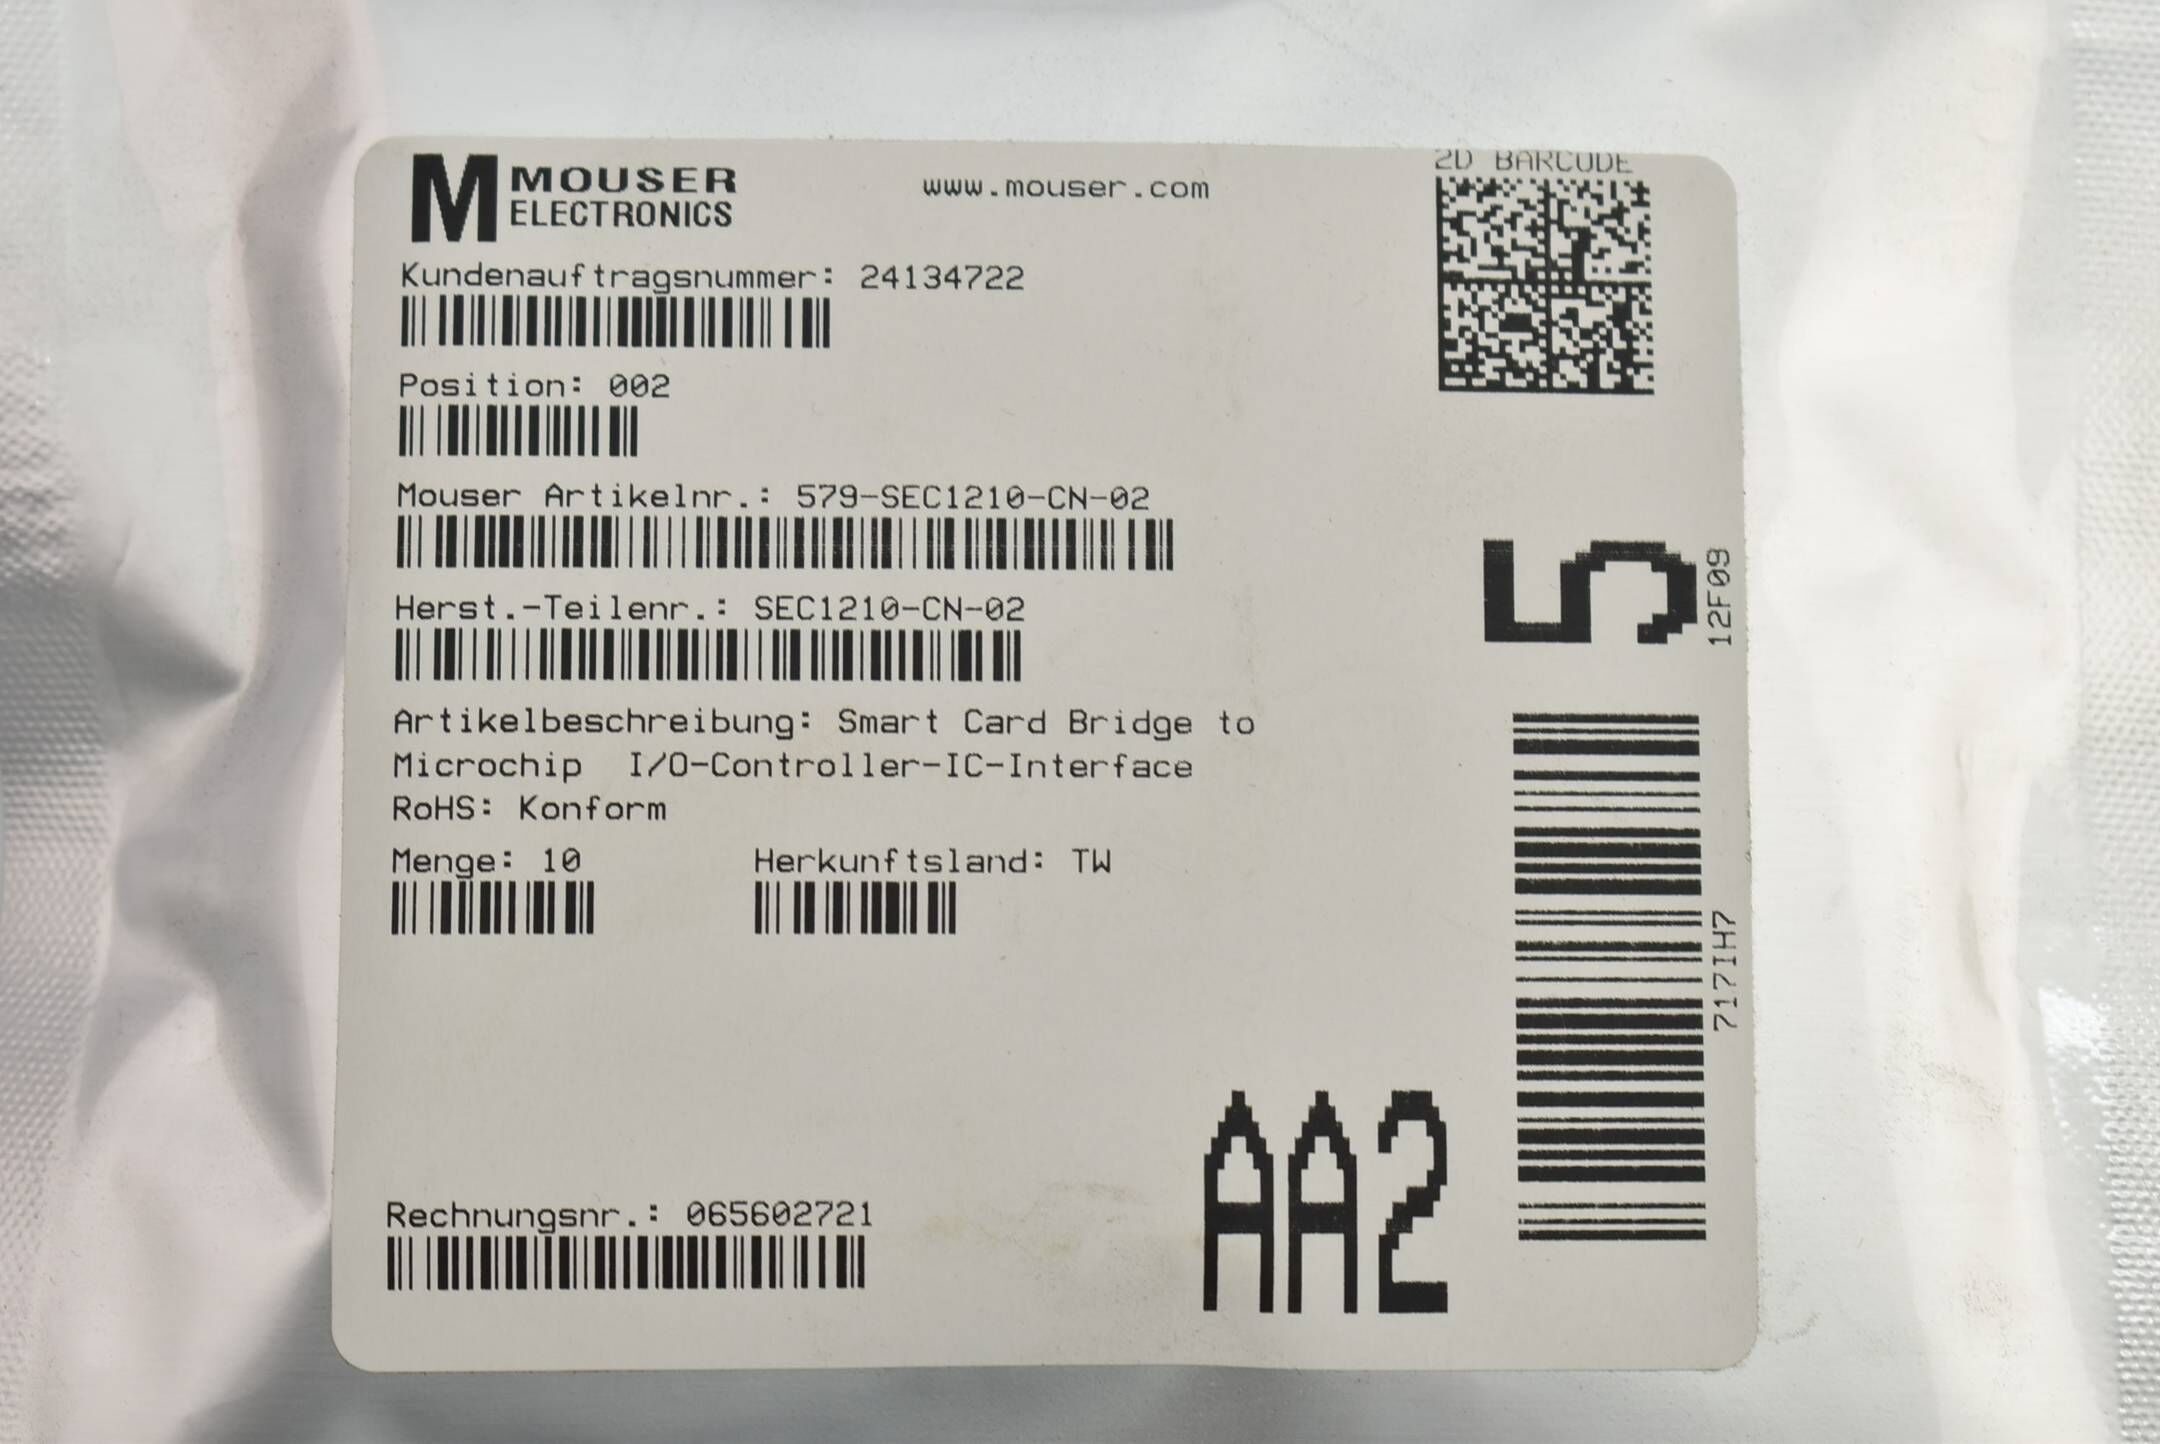 M MOUSER
ELECTRONICS
www.mouser.com
2D BARCODE
Kundenauftragsnummer: 24134722
Position: 002
Mouser Artikelnr.: 579-SEC1210-CN-02
Herst.-Teilenr.: SEC1210-CN-02
Artikelbeschreibung: Smart Card Bridge to
Microchip I/O-Controller-IC-Interface
RoHS: Konform
Menge: 10
Herkunftsland: TW
Rechnungsnr.: 065602721
AA2
5
12F09
717IH7